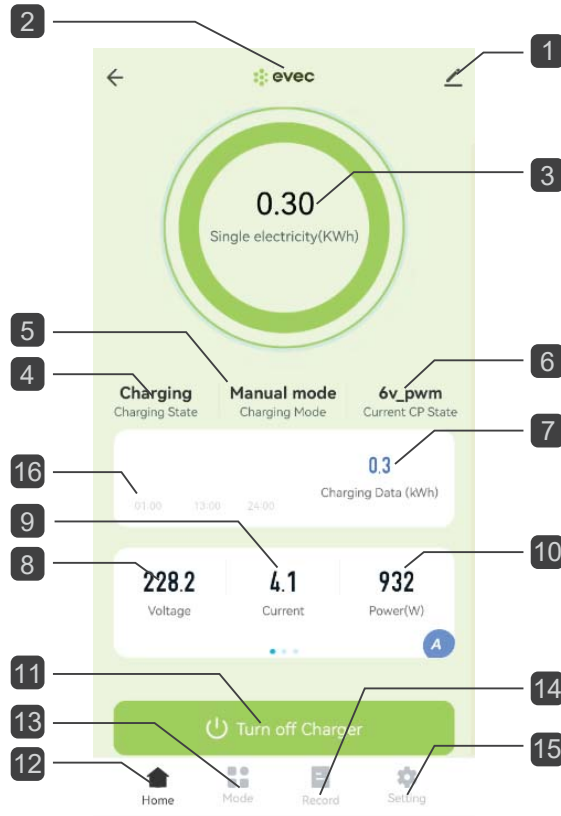 2
1
evec
3
0.30
Single electricity(KWh)
5
4
6
Charging
Manual mode
6v_pwm
Charging State
Charging Mode
Current CP State
7
0.3
16
Charging Data (kWh)
01:00 13:00 24:00
9
8
10
228.2
4.1
932
Voltage
Current
Power(W)
A
11
Turn off Charger
14
13
15
12
Home
Mode
Record
Setting